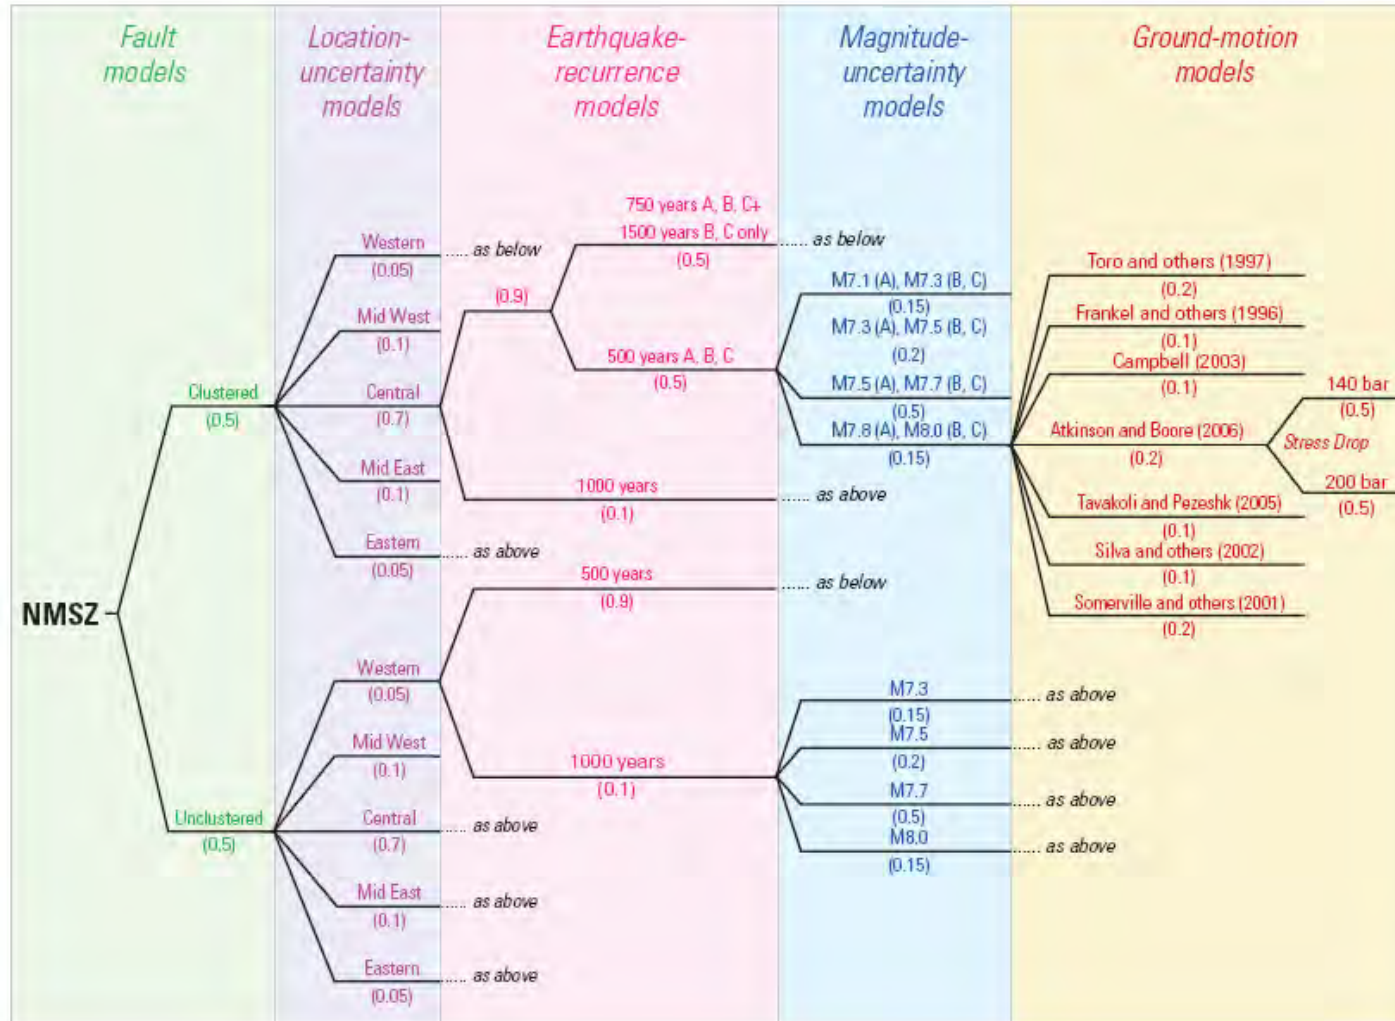 Fault
models
Location-
uncertainty
models
Earthquake-
recurrence
models
Magnitude-
uncertainty
models
Ground-motion
models
NMSZ
Clustered
(0.5)
Western
(0.05)
..... as below
Mid West
(0.1)
Central
(0.7)
Mid East
(0.1)
Eastern
(0.05)
...... as above
(0.9)
750 years A, B, C+
1500 years B, C only
(0.5)
...... as below
500 years A, B, C
(0.5)
1000 years
(0.1)
...... as above
M7.1 (A), M7.3 (B, C)
(0.15)
M7.3 (A), M7.5 (B, C)
(0.2)
M7.5 (A), M7.7 (B, C)
(0.5)
M7.8 (A), M8.0 (B, C)
(0.15)
Toro and others (1997)
(0.2)
Frankel and others (1996)
(0.1)
Campbell (2003)
(0.1)
Atkinson and Boore (2006)
(0.2)
140 bar
(0.5)
Stress Drop
200 bar
(0.5)
Tavakoli and Pezeshk (2005)
(0.1)
Silva and others (2002)
(0.1)
Somerville and others (2001)
(0.2)
Unclustered
(0.5)
Western
(0.05)
Mid West
(0.1)
Central
(0.7)
...... as above
Mid East
(0.1)
...... as above
Eastern
(0.05)
...... as above
500 years
(0.9)
...... as below
1000 years
(0.1)
M7.3
(0.15)
...... as above
M7.5
(0.2)
...... as above
M7.7
(0.5)
...... as above
M8.0
(0.15)
...... as above